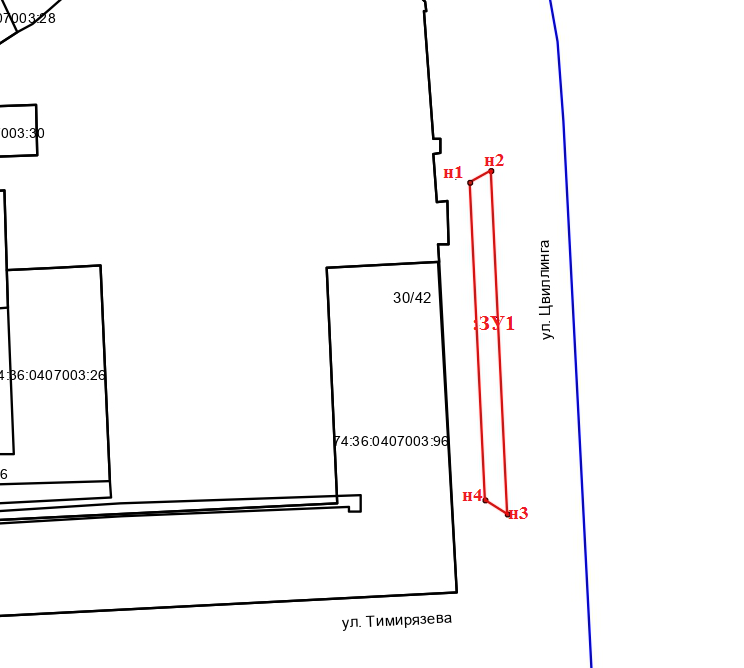 07003:28
003:30
н1
н2
ул. Цвиллинга
30/42
:ЗУ1
4:36:0407003:26
74:36:0407003:96
6
н4
н3
ул. Тимирязева